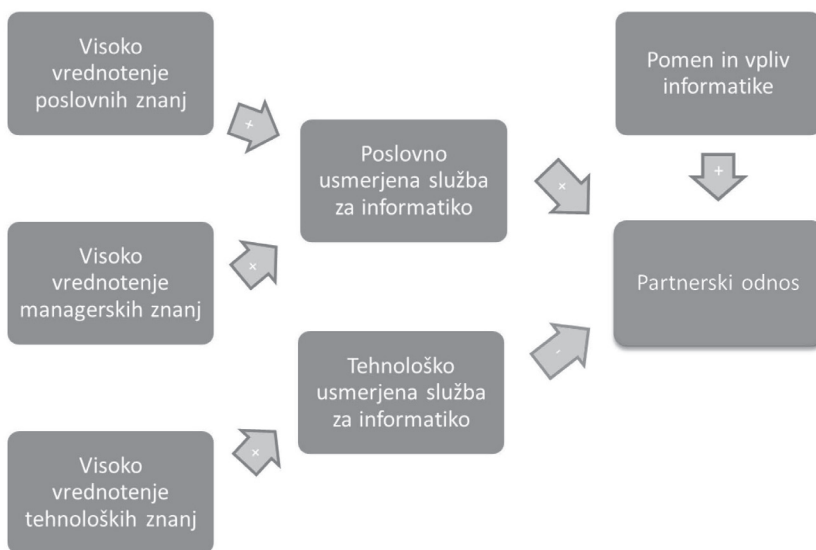 Visoko
vrednotenje
poslovnih znanj
Pomen in vpliv
informatike
+
Poslovno
usmerjena služba
za informatiko
+
+
Visoko
vrednotenje
managerskih znanj
+
Partnerski odnos
Tehnološko
usmerjena služba
za informatiko
-
Visoko
vrednotenje
tehnoloških znanj
+